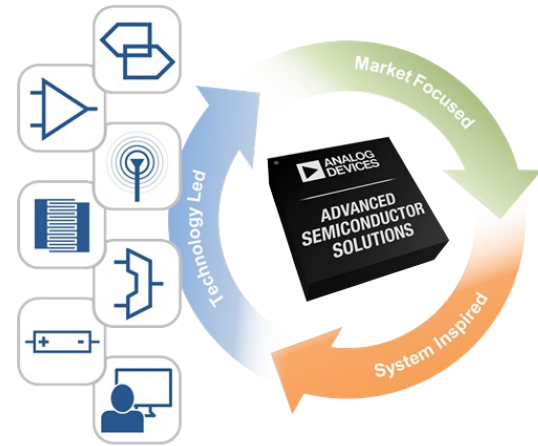 Market Focused
ANALOG
DEVICES
ADVANCED
SEMICONDUCTOR
SOLUTIONS
Technology Led
System Inspired
+ -